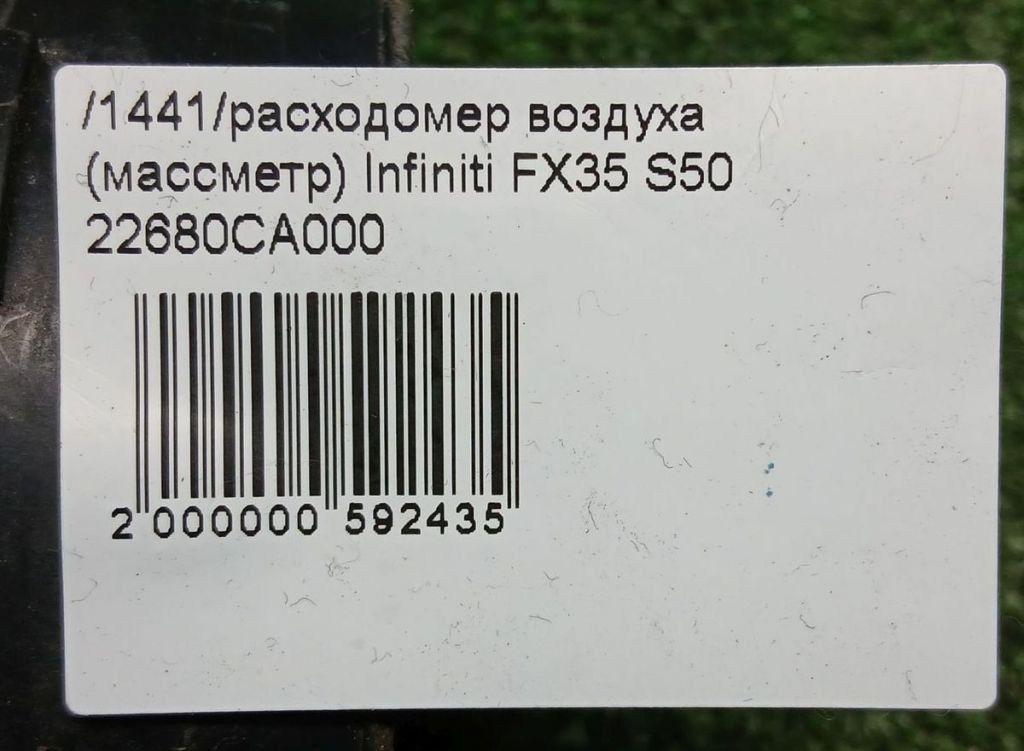 /1441/расходомер воздуха
(массметр) Infiniti FX35 S50
22680CA000
2 000000 592435